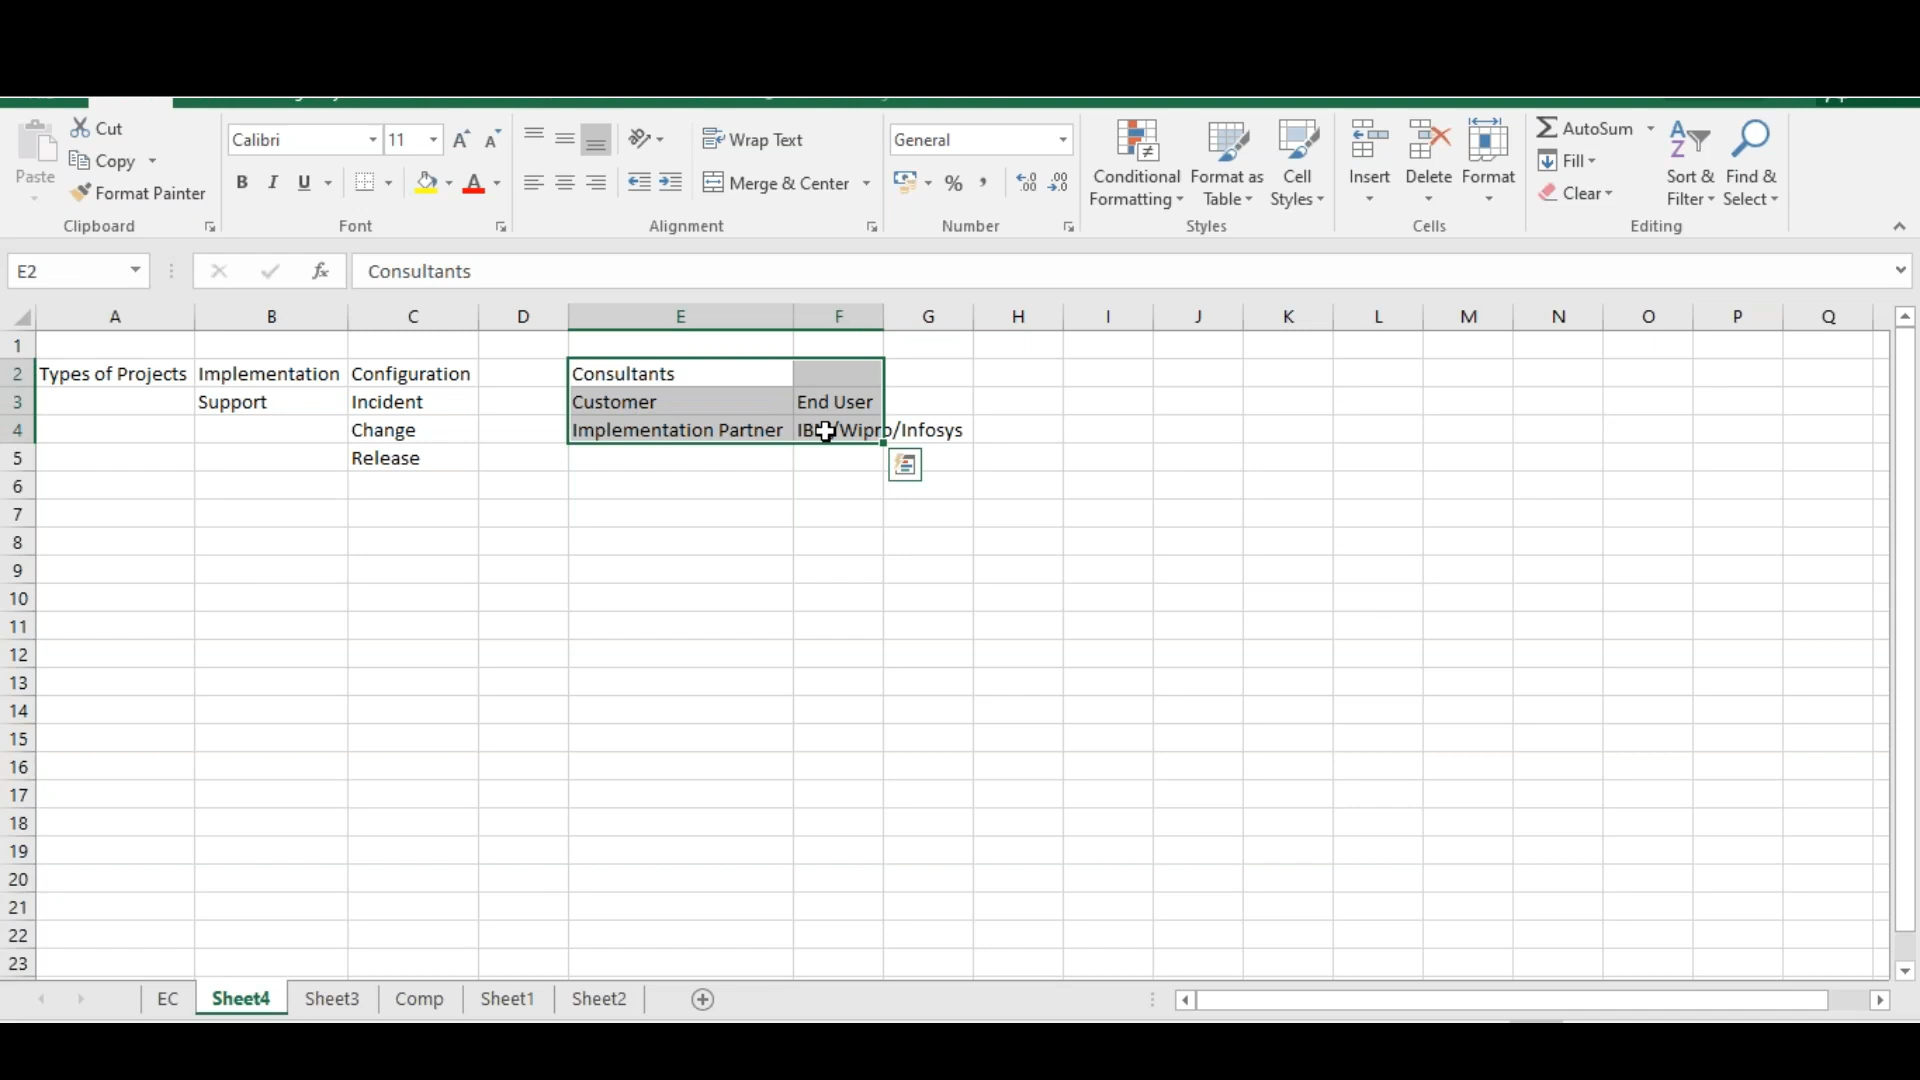 Cut
Copy
Format Painter
Paste
Clipboard
Calibri
11
B I U
Font
Wrap Text
Merge & Center
Alignment
General
%
Number
Conditional
Formatting
Format as
Table
Cell
Styles
Styles
Insert
Delete
Format
Cells
AutoSum
Fill
Clear
Sort &
Filter
Find &
Select
Editing
E2
fx
Consultants
A B C D E F G H I J K L M N O P Q
1
2 Types of Projects Implementation Configuration Consultants
3 Support Incident Customer End User
4 Change Implementation Partner /Wipro/Infosys
5 Release
6
7
8
9
10
11
12
13
14
15
16
17
18
19
20
21
22
23
EC Sheet4 Sheet3 Comp Sheet1 Sheet2